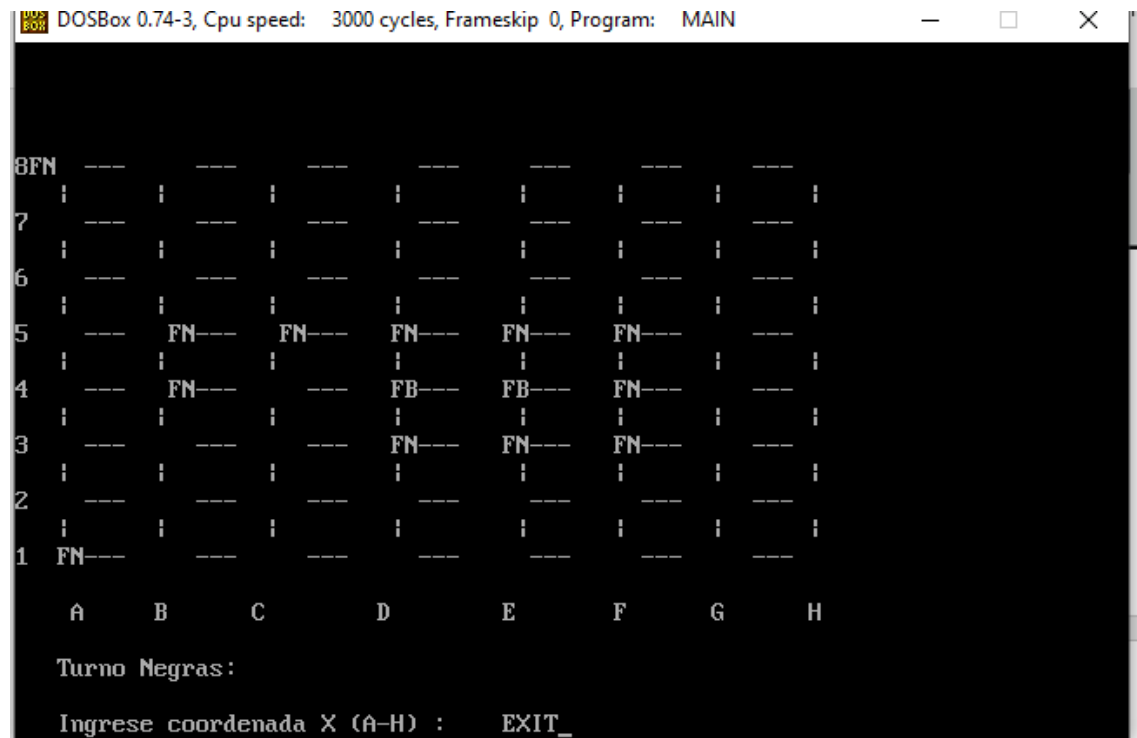 DOSBox 0.74-3, Cpu speed: 3000 cycles, Frameskip 0, Program: MAIN
8FN --- --- --- --- --- --- ---
¦ ¦ ¦ ¦ ¦ ¦ ¦ ¦
7 --- --- --- --- --- --- ---
¦ ¦ ¦ ¦ ¦ ¦ ¦ ¦
6 --- --- --- --- --- --- ---
¦ ¦ ¦ ¦ ¦ ¦ ¦ ¦
5 --- FN--- FN--- FN--- FN--- FN--- ---
¦ ¦ ¦ ¦ ¦ ¦ ¦ ¦
4 --- FN--- --- FB--- FB--- FN--- ---
¦ ¦ ¦ ¦ ¦ ¦ ¦ ¦
3 --- --- --- FN--- FN--- FN--- ---
¦ ¦ ¦ ¦ ¦ ¦ ¦ ¦
2 --- --- --- --- --- --- ---
¦ ¦ ¦ ¦ ¦ ¦ ¦ ¦
1 FN--- --- --- --- --- --- ---
A B C D E F G H
Turno Negras:
Ingrese coordenada X (A-H) : EXIT_